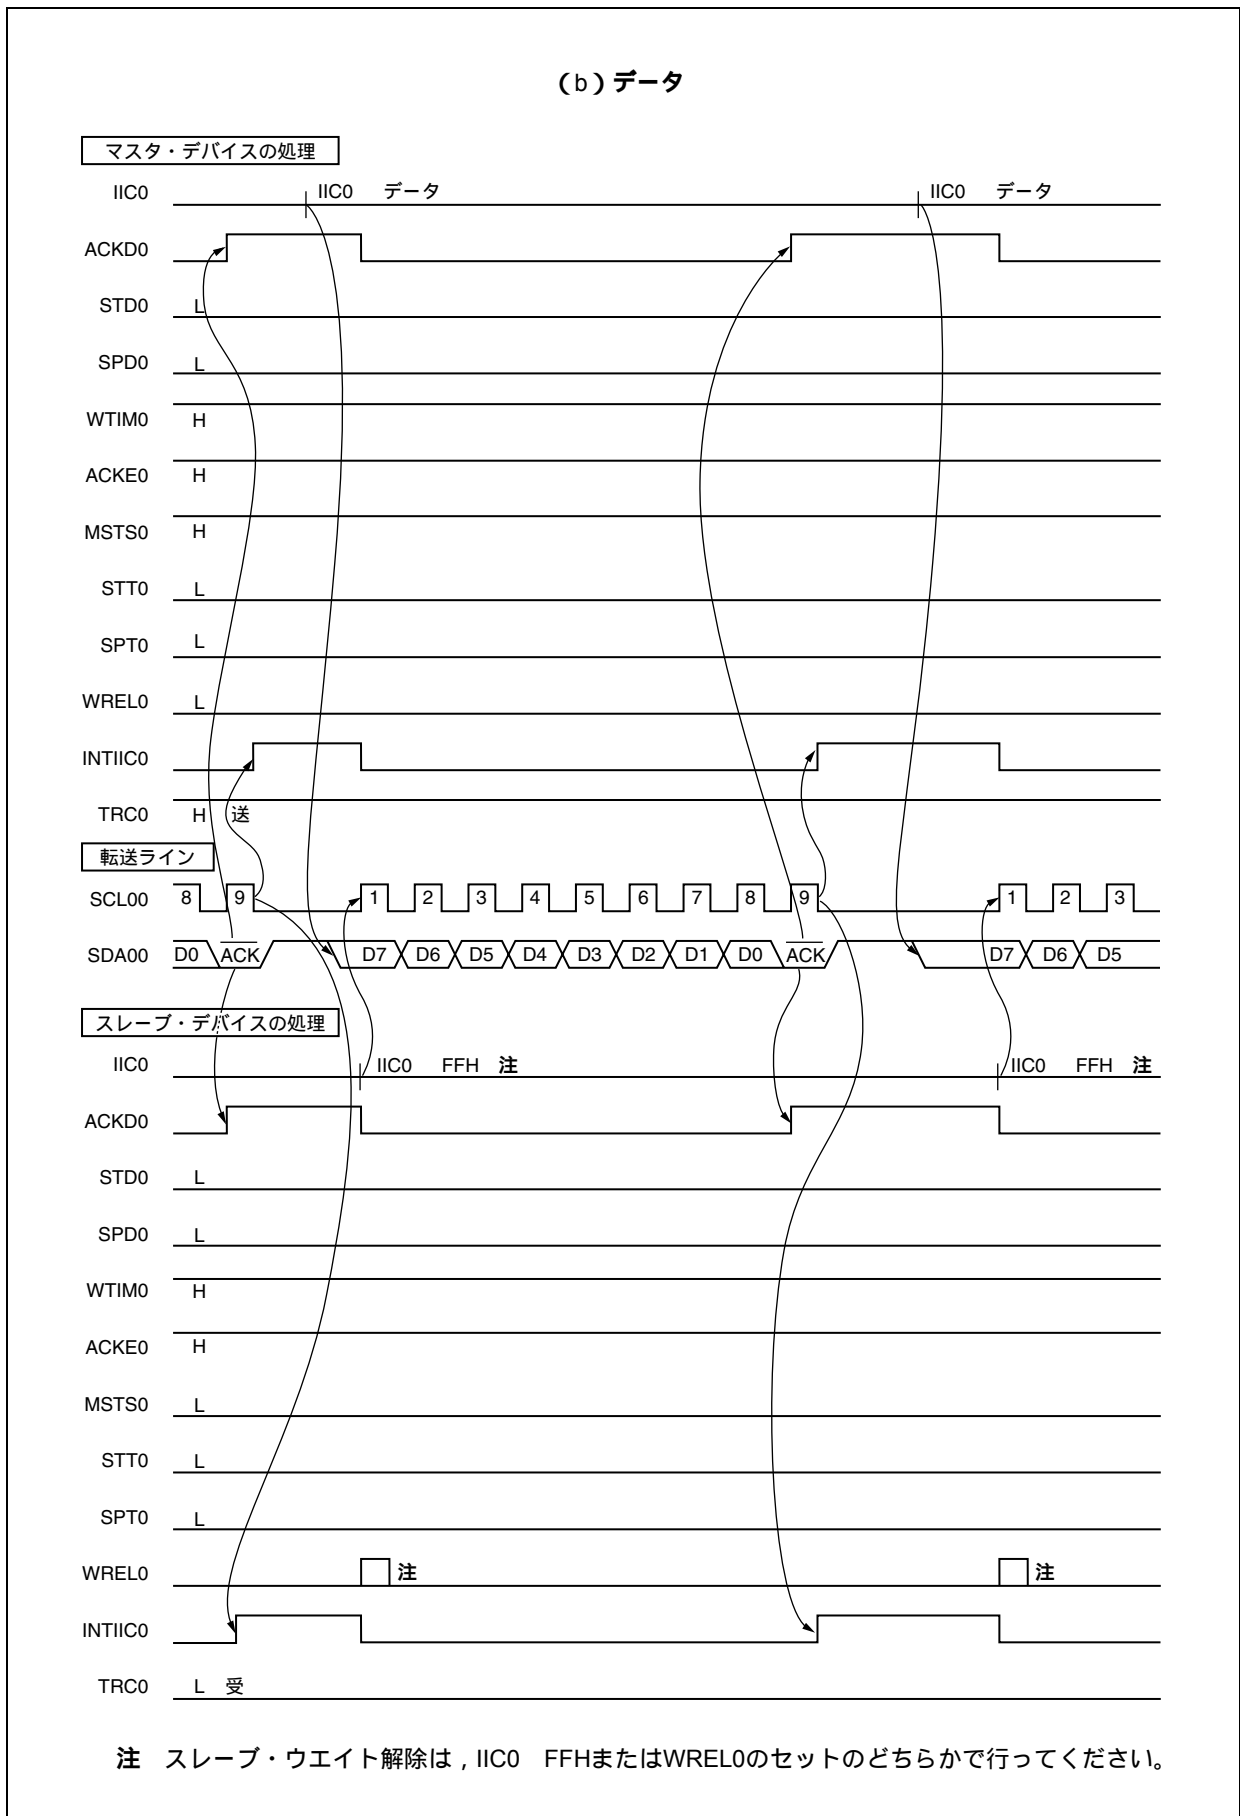 (b)データ
マスタ・デバイスの処理
IIC0 IIC0 データ IIC0 データ
ACKD0
STD0 L
SPD0 L
WTIM0 H
ACKE0 H
MSTS0 H
STT0 L
SPT0 L
WREL0 L
INTIIC0
TRC0 H 送
転送ライン
SCL00 8 9 1 2 3 4 5 6 7 8 9 1 2 3
SDA00 D0 ACK D7 D6 D5 D4 D3 D2 D1 D0 ACK D7 D6 D5
スレーブ・デバイスの処理
IIC0 IIC0 FFH 注 IIC0 FFH 注
ACKD0
STD0 L
SPD0 L
WTIM0 H
ACKE0 H
MSTS0 L
STT0 L
SPT0 L
WREL0 注 注
INTIIC0
TRC0 L 受
注 スレーブ・ウエイト解除は,IIC0 FFHまたはWREL0のセットのどちらかで行ってください。